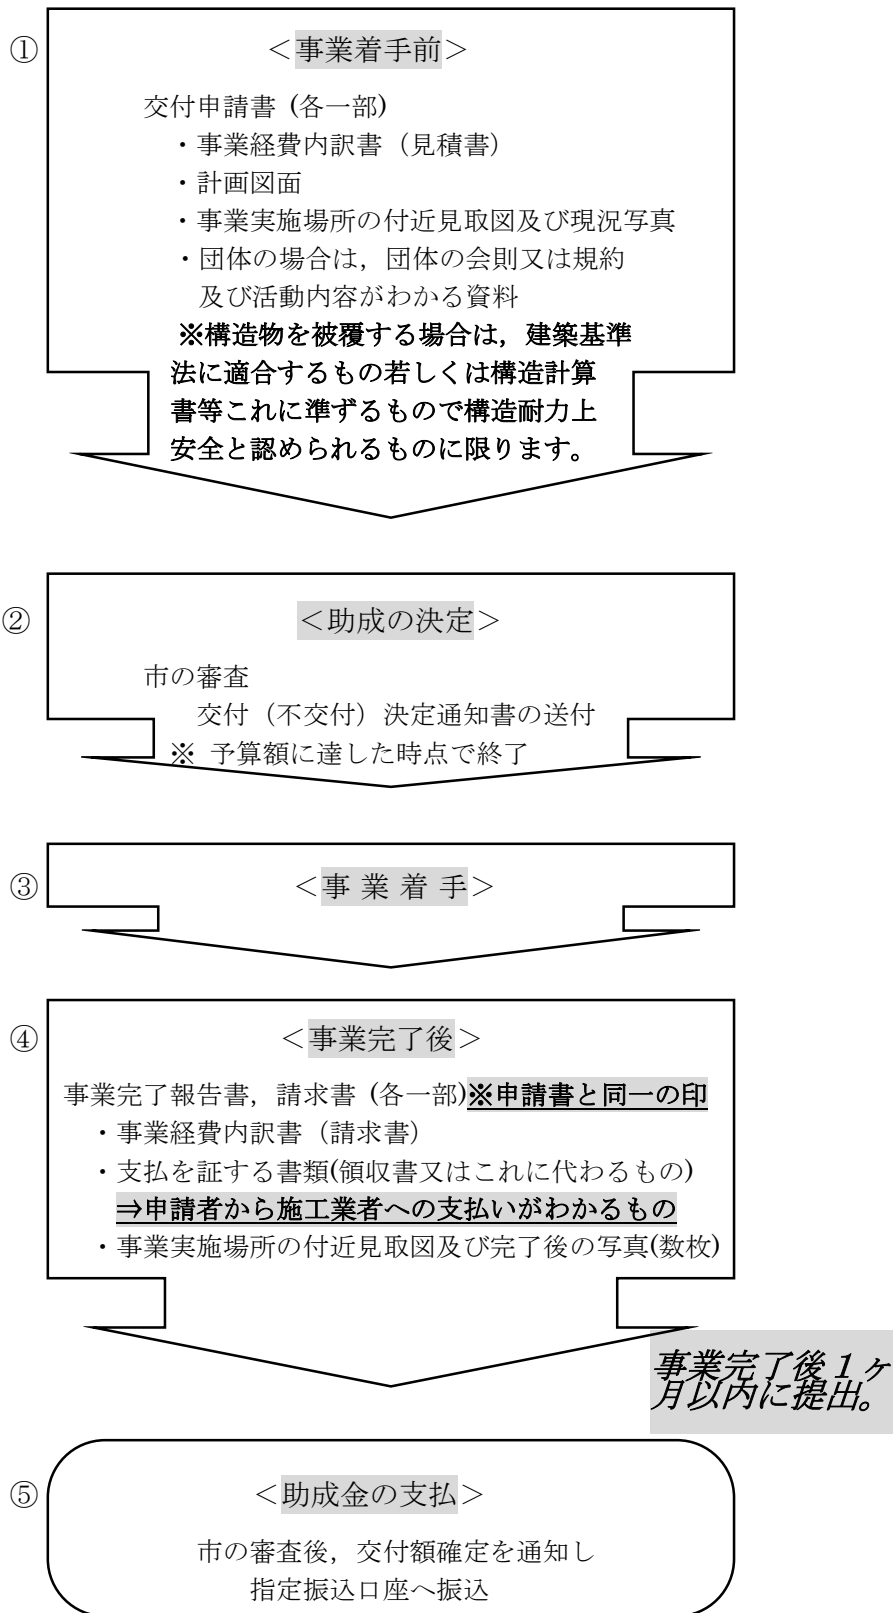 ①
＜事業着手前＞
交付申請書 (各一部)
・事業経費内訳書（見積書）
・計画図面
・事業実施場所の付近見取図及び現況写真
・団体の場合は，団体の会則又は規約
及び活動内容がわかる資料
※構造物を被覆する場合は，建築基準
法に適合するもの若しくは構造計算
書等これに準ずるもので構造耐力上
安全と認められるものに限ります。
②
＜助成の決定＞
市の審査
交付（不交付）決定通知書の送付
※ 予算額に達した時点で終了
③
＜事 業 着 手＞
④
＜事業完了後＞
事業完了報告書，請求書 (各一部)※申請書と同一の印
・事業経費内訳書（請求書）
・支払を証する書類(領収書又はこれに代わるもの)
⇒申請者から施工業者への支払いがわかるもの
・事業実施場所の付近見取図及び完了後の写真(数枚)
事業完了後１ヶ
月以内に提出。
⑤
＜助成金の支払＞
市の審査後，交付額確定を通知し
指定振込口座へ振込